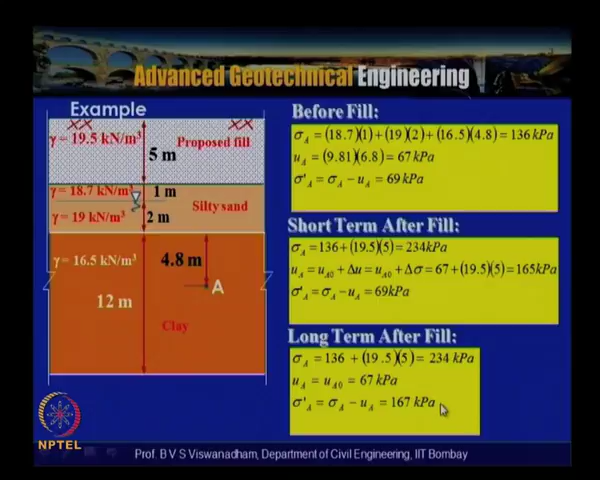 Advanced Geotechnical Engineering
Example
γ = 19.5 kN/m³
Proposed fill
5 m
γ = 18.7 kN/m³
1 m
Silty sand
γ = 19 kN/m³
2 m
γ = 16.5 kN/m³
4.8 m
A
12 m
Clay
Before Fill:
σ_A = (18.7)(1) + (19)(2) + (16.5)(4.8) = 136 kPa
u_A = (9.81)(6.8) = 67 kPa
σ'_A = σ_A − u_A = 69 kPa
Short Term After Fill:
σ_A = 136 + (19.5)(5) = 234 kPa
u_A = u_A0 + Δu = u_A0 + Δσ = 67 + (19.5)(5) = 165 kPa
σ'_A = σ_A − u_A = 69 kPa
Long Term After Fill:
σ_A = 136 + (19.5)(5) = 234 kPa
u_A = u_A0 = 67 kPa
σ'_A = σ_A − u_A = 167 kPa
NPTEL
Prof. B V S Viswanadham, Department of Civil Engineering, IIT Bombay